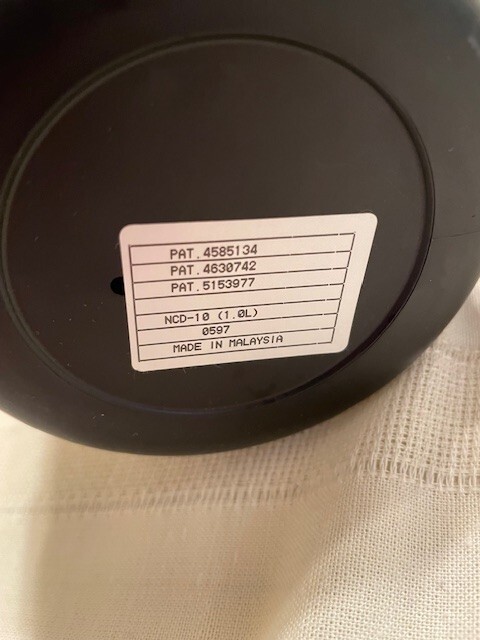 PAT.4585134
PAT.4630742
PAT.5153977
NCD-10 (1.0L)
0597
MADE IN MALAYSIA